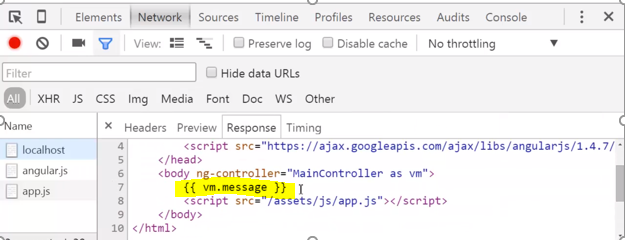 Elements Network Sources Timeline Profiles Resources Audits Console
View: Preserve log Disable cache No throttling
Filter Hide data URLs
All XHR JS CSS Img Media Font Doc WS Other
Name × Headers Preview Response Timing
localhost
angular.js
app.js
4 <script src="https://ajax.googleapis.com/ajax/libs/angularjs/1.4.7/
5 </head>
6 <body ng-controller="MainController as vm">
7 {{ vm.message }}
8 <script src="/assets/js/app.js"></script>
9 </body>
10 </html>